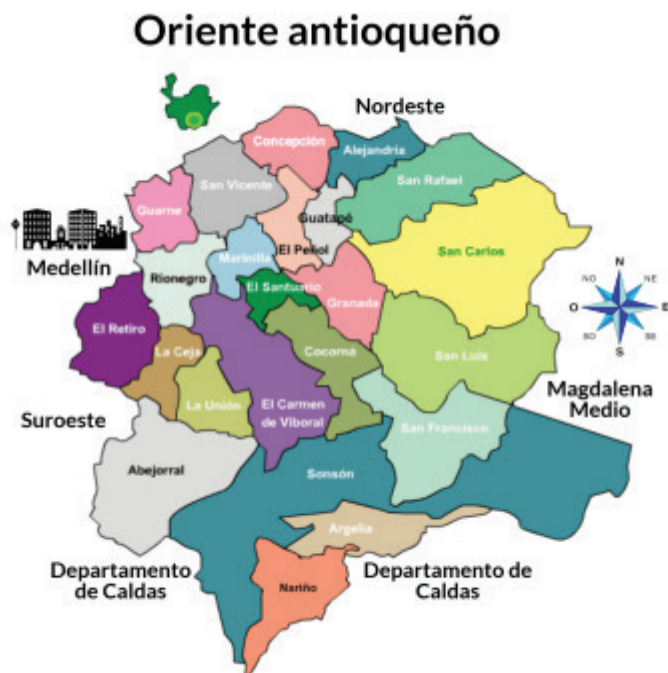 Oriente antioqueño
Nordeste
Concepción
Alejandría
San Vicente
San Rafael
Guarne
Guatapé
El Peñol
San Carlos
Medellín
Marinilla
Rionegro
El Santuario
Granada
N
NO
NE
O
E
SO
SE
S
El Retiro
La Ceja
Cocorná
San Luis
La Unión
El Carmen
de Viboral
Magdalena
Medio
Suroeste
San Francisco
Abejorral
Sonsón
Argelia
Departamento
de Caldas
Nariño
Departamento de
Caldas